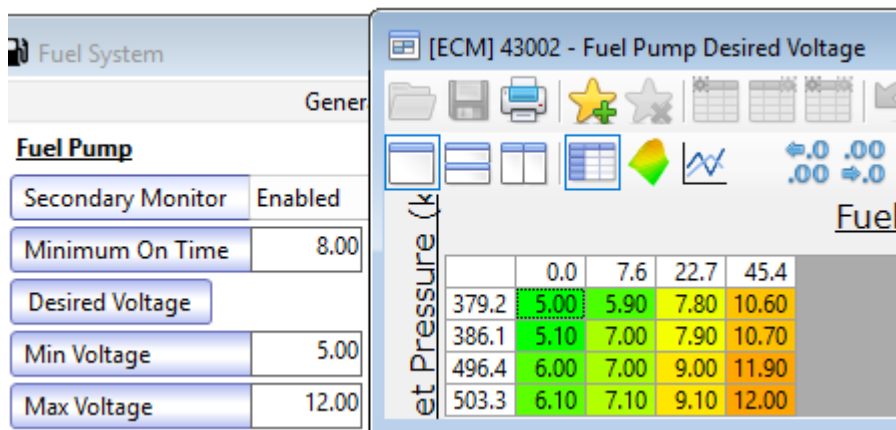 Fuel System
Gener
Fuel Pump
Secondary Monitor Enabled
Minimum On Time 8.00
Desired Voltage
Min Voltage 5.00
Max Voltage 12.00
[ECM] 43002 - Fuel Pump Desired Voltage
.0 .00
.00 .0
Fuel
et Pressure (k
0.0 7.6 22.7 45.4
379.2 5.00 5.90 7.80 10.60
386.1 5.10 7.00 7.90 10.70
496.4 6.00 7.00 9.00 11.90
503.3 6.10 7.10 9.10 12.00